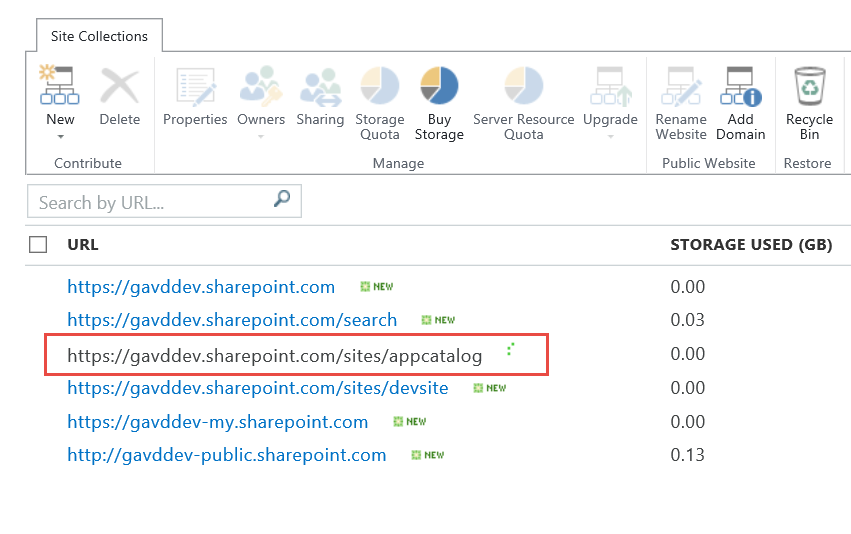 Site Collections
New
Delete
Properties
Owners
Sharing
Storage
Quota
Buy
Storage
Server Resource
Quota
Upgrade
Rename
Website
Add
Domain
Recycle
Bin
Contribute
Manage
Public Website
Restore
Search by URL...
URL STORAGE USED (GB)
https://gavddev.sharepoint.com NEW 0.00
https://gavddev.sharepoint.com/search NEW 0.03
https://gavddev.sharepoint.com/sites/appcatalog 0.00
https://gavddev.sharepoint.com/sites/devsite NEW 0.00
https://gavddev-my.sharepoint.com NEW 0.00
http://gavddev-public.sharepoint.com NEW 0.13